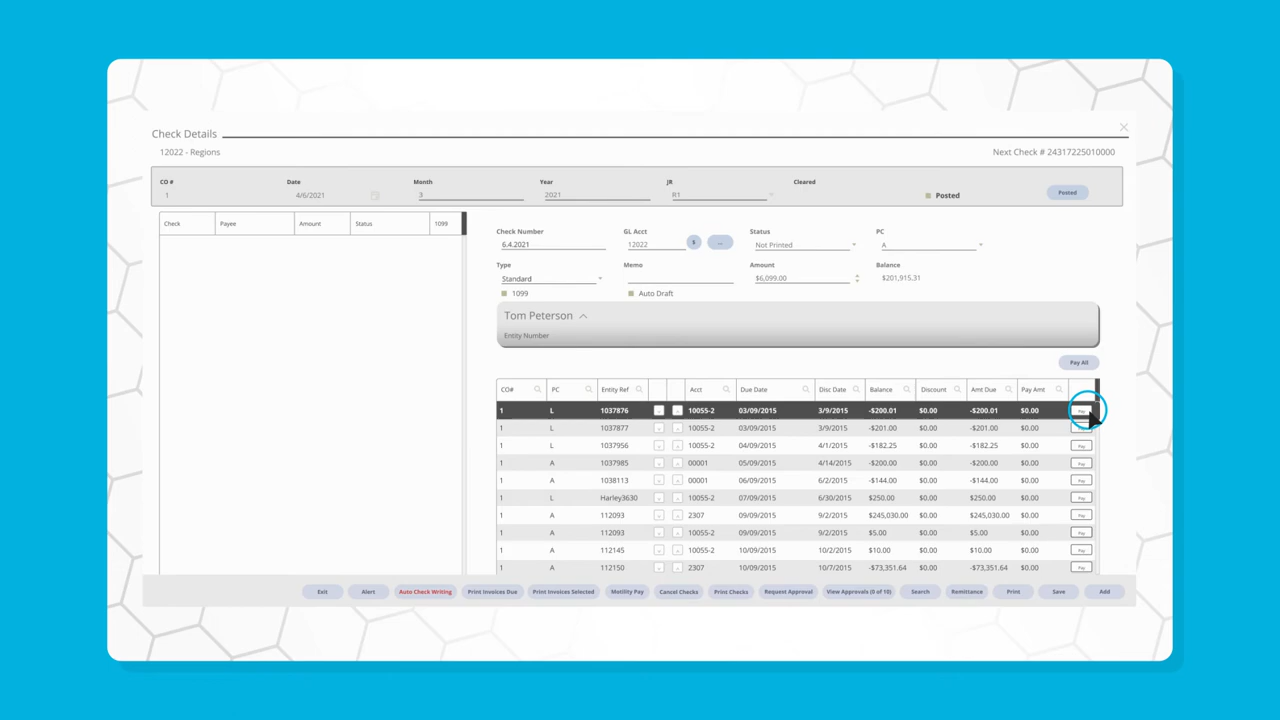 Check Details
12022 - Regions
Next Check # 24317225010000
CO # Date Month Year JR Cleared
1 4/6/2021 3 2021 R1 Posted Posted
Check Payee Amount Status 1099
Check Number GL Acct Status PC
6.4.2021 12022 $ ... Not Printed A
Type Memo Amount Balance
Standard $6,099.00 $201,915.31
1099 Auto Draft
Tom Peterson
Entity Number
Pay All
CO# PC Entity Ref Acct Due Date Disc Date Balance Discount Amt Due Pay Amt
1 L 1037876 10055-2 03/09/2015 3/9/2015 -$200.01 $0.00 -$200.01 $0.00 Pay
1 L 1037877 10055-2 03/09/2015 3/9/2015 -$201.00 $0.00 -$201.00 $0.00
1 L 1037956 10055-2 04/09/2015 4/1/2015 -$182.25 $0.00 -$182.25 $0.00 Pay
1 A 1037985 00001 05/09/2015 4/14/2015 -$200.00 $0.00 -$200.00 $0.00 Pay
1 A 1038113 00001 06/09/2015 6/2/2015 -$144.00 $0.00 -$144.00 $0.00 Pay
1 L Harley3630 10055-2 07/09/2015 6/30/2015 $250.00 $0.00 $250.00 $0.00 Pay
1 A 112093 2307 09/09/2015 9/2/2015 $245,030.00 $0.00 $245,030.00 $0.00 Pay
1 A 112093 10055-2 09/09/2015 9/2/2015 $5.00 $0.00 $5.00 $0.00 Pay
1 A 112145 10055-2 10/09/2015 10/2/2015 $10.00 $0.00 $10.00 $0.00 Pay
1 A 112150 2307 10/09/2015 10/7/2015 -$73,351.64 $0.00 -$73,351.64 $0.00 Pay
Exit Alert Auto Check Writing Print Invoices Due Print Invoices Selected Motility Pay Cancel Checks Print Checks Request Approval View Approvals (0 of 10) Search Remittance Print Save Add